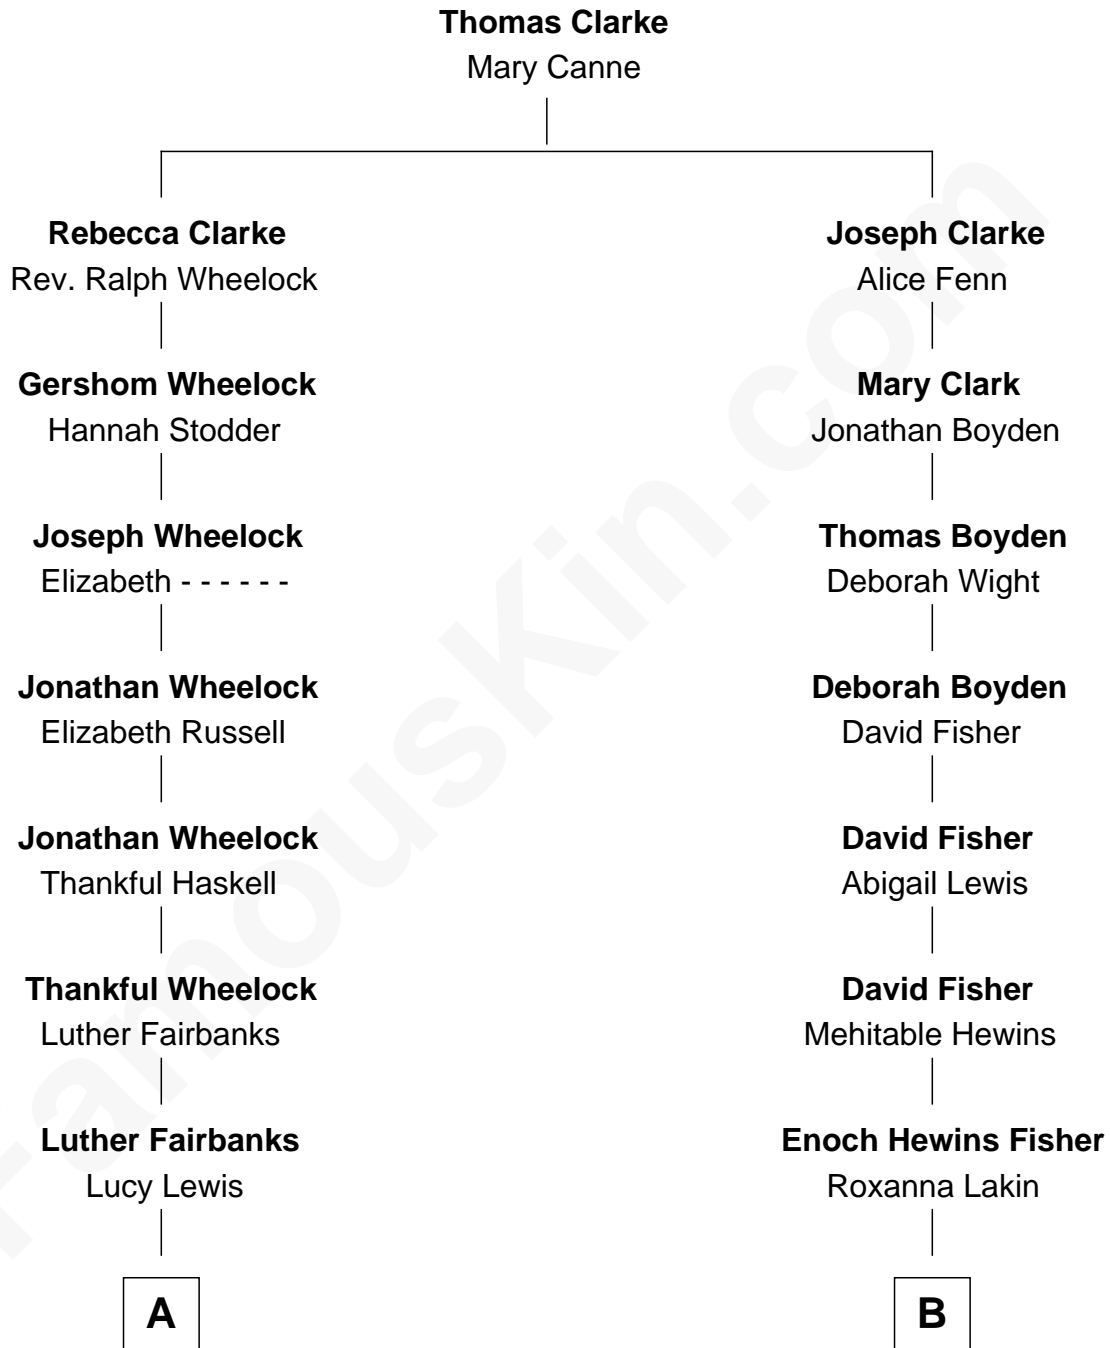 Thomas Clarke
Mary Canne
Rebecca Clarke
Rev. Ralph Wheelock
Gershom Wheelock
Hannah Stodder
Joseph Wheelock
Elizabeth - - - - - -
Jonathan Wheelock
Elizabeth Russell
Jonathan Wheelock
Thankful Haskell
Thankful Wheelock
Luther Fairbanks
Luther Fairbanks
Lucy Lewis
A
Joseph Clarke
Alice Fenn
Mary Clark
Jonathan Boyden
Thomas Boyden
Deborah Wight
Deborah Boyden
David Fisher
David Fisher
Abigail Lewis
David Fisher
Mehitable Hewins
Enoch Hewins Fisher
Roxanna Lakin
B
FamousKin.com